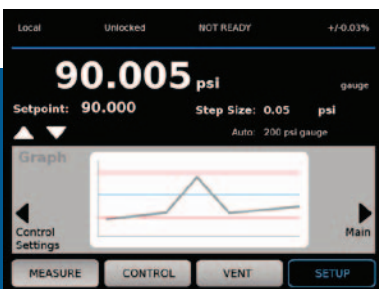 Local Unlocked NOT READY +/-0.03%
90.005 psi gauge
Setpoint: 90.000 Step Size: 0.05 psi
Auto: 200 psi gauge
Graph
Control Settings Main
MEASURE CONTROL VENT SETUP